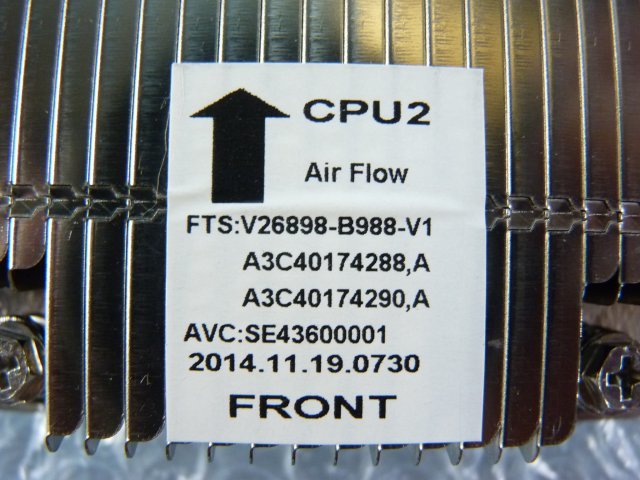 CPU2
Air Flow
FTS:V26898-B988-V1
A3C40174288,A
A3C40174290,A
AVC:SE43600001
2014.11.19.0730
FRONT